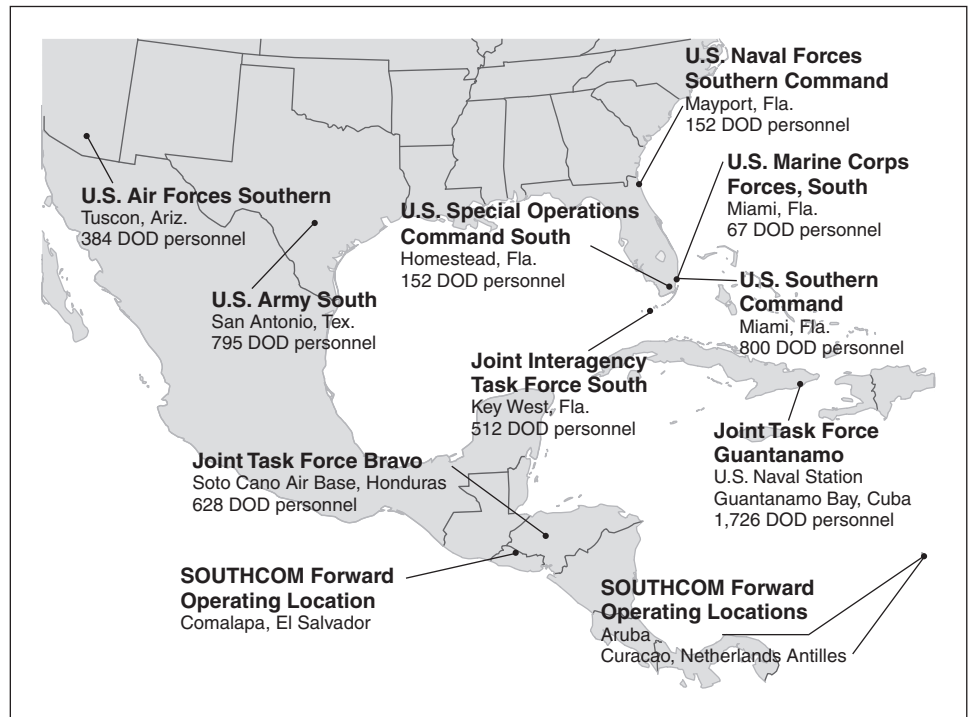 U.S. Naval Forces
Southern Command
Mayport, Fla.
152 DOD personnel
U.S. Marine Corps
Forces, South
Miami, Fla.
67 DOD personnel
U.S. Air Forces Southern
Tuscon, Ariz.
384 DOD personnel
U.S. Special Operations
Command South
Homestead, Fla.
152 DOD personnel
U.S. Southern
Command
Miami, Fla.
800 DOD personnel
U.S. Army South
San Antonio, Tex.
795 DOD personnel
Joint Interagency
Task Force South
Key West, Fla.
512 DOD personnel
Joint Task Force
Guantanamo
U.S. Naval Station
Guantanamo Bay, Cuba
1,726 DOD personnel
Joint Task Force Bravo
Soto Cano Air Base, Honduras
628 DOD personnel
SOUTHCOM Forward
Operating Location
Comalapa, El Salvador
SOUTHCOM Forward
Operating Locations
Aruba
Curacao, Netherlands Antilles